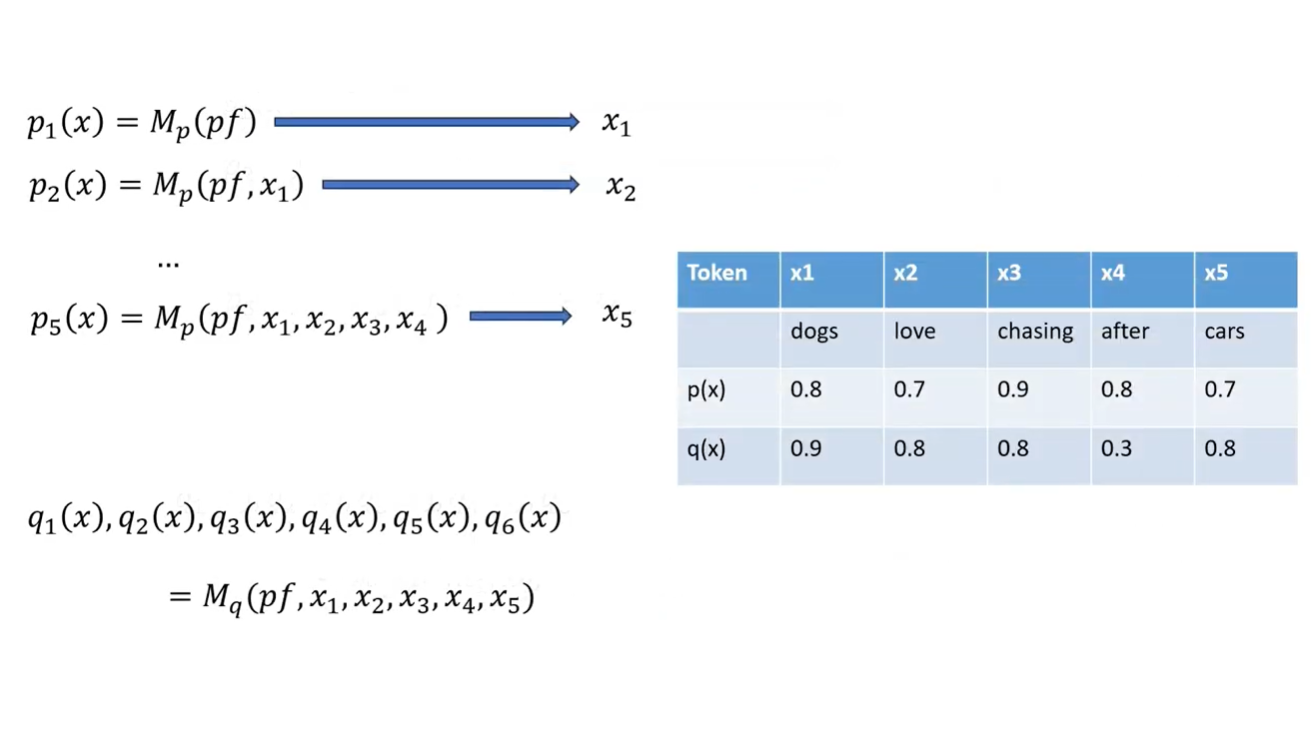 p₁(x) = Mₚ(pf) x₁
p₂(x) = Mₚ(pf, x₁) x₂
...
p₅(x) = Mₚ(pf, x₁, x₂, x₃, x₄ ) x₅
Token x1 x2 x3 x4 x5
dogs love chasing after cars
p(x) 0.8 0.7 0.9 0.8 0.7
q(x) 0.9 0.8 0.8 0.3 0.8
q₁(x), q₂(x), q₃(x), q₄(x), q₅(x), q₆(x)
= M_q(pf, x₁, x₂, x₃, x₄, x₅)